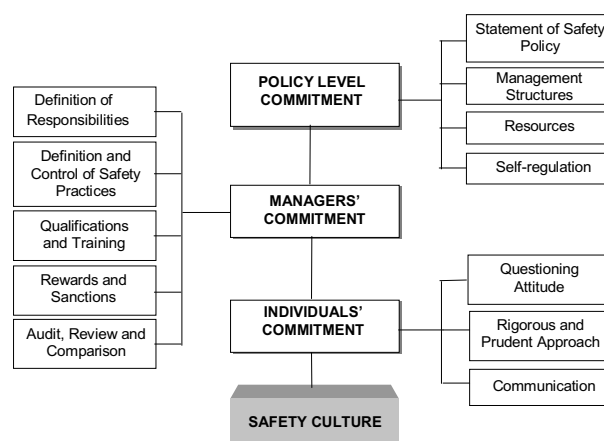 Statement of Safety
Policy
Management
Structures
Resources
Self-regulation
POLICY LEVEL
COMMITMENT
Definition of
Responsibilities
Definition and
Control of Safety
Practices
Qualifications
and Training
Rewards and
Sanctions
Audit, Review and
Comparison
MANAGERS'
COMMITMENT
INDIVIDUALS'
COMMITMENT
Questioning
Attitude
Rigorous and
Prudent Approach
Communication
SAFETY CULTURE